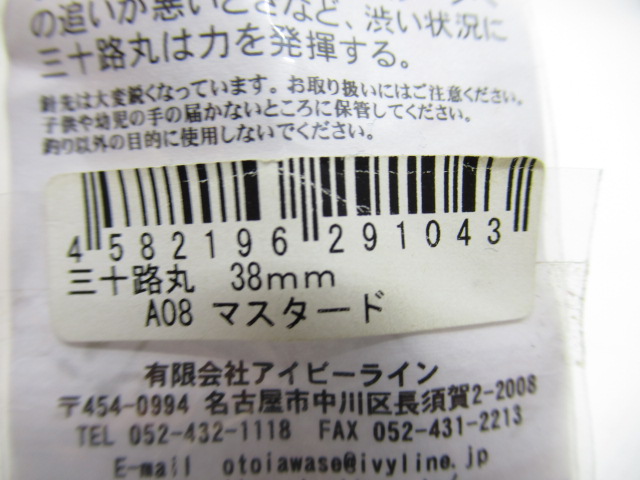 の追いが悪いときなど、渋い状況に
三十路丸は力を発揮する。
針先は大変鋭くなっています。お取り扱いにはご注意ください。
子供や幼児の手の届かないところに保管してください。
釣り以外の目的に使用しないでください。
4 582196 291043
三十路丸 38mm
A08 マスタード
有限会社アイビーライン
〒454-0994 名古屋市中川区長須賀2-2008
TEL 052-432-1118 FAX 052-431-2213
E-mail otoiawase@ivyline.jp